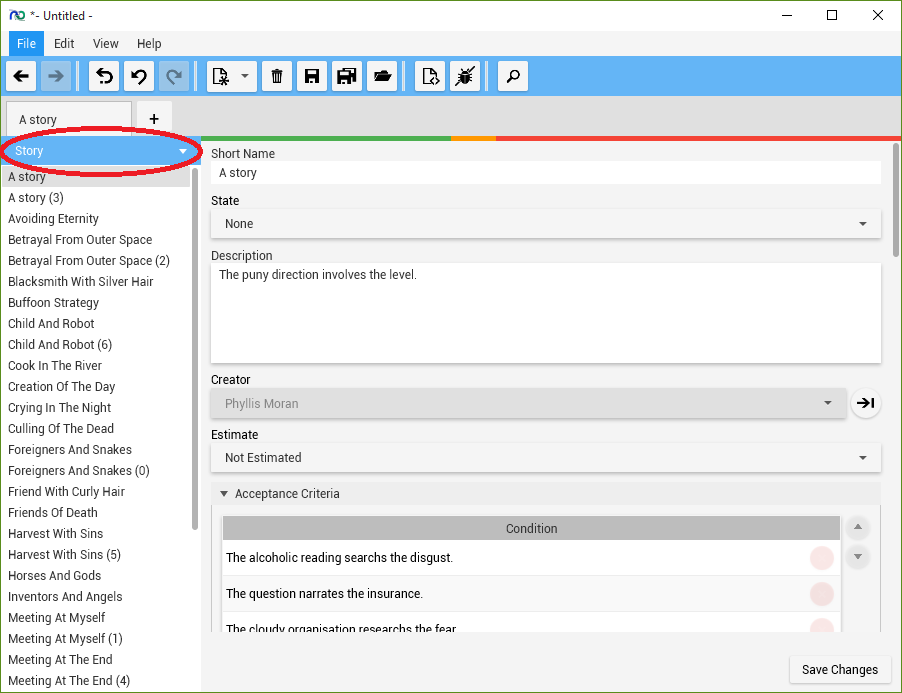 *- Untitled -
File Edit View Help
A story +
Story
A story
A story (3)
Avoiding Eternity
Betrayal From Outer Space
Betrayal From Outer Space (2)
Blacksmith With Silver Hair
Buffoon Strategy
Child And Robot
Child And Robot (6)
Cook In The River
Creation Of The Day
Crying In The Night
Culling Of The Dead
Foreigners And Snakes
Foreigners And Snakes (0)
Friend With Curly Hair
Friends Of Death
Harvest With Sins
Harvest With Sins (5)
Horses And Gods
Inventors And Angels
Meeting At Myself
Meeting At Myself (1)
Meeting At The End
Meeting At The End (4)
Short Name
A story
State
None
Description
The puny direction involves the level.
Creator
Phyllis Moran
Estimate
Not Estimated
Acceptance Criteria
Condition
The alcoholic reading searchs the disgust.
The question narrates the insurance.
The cloudy organisation researchs the fear
Save Changes